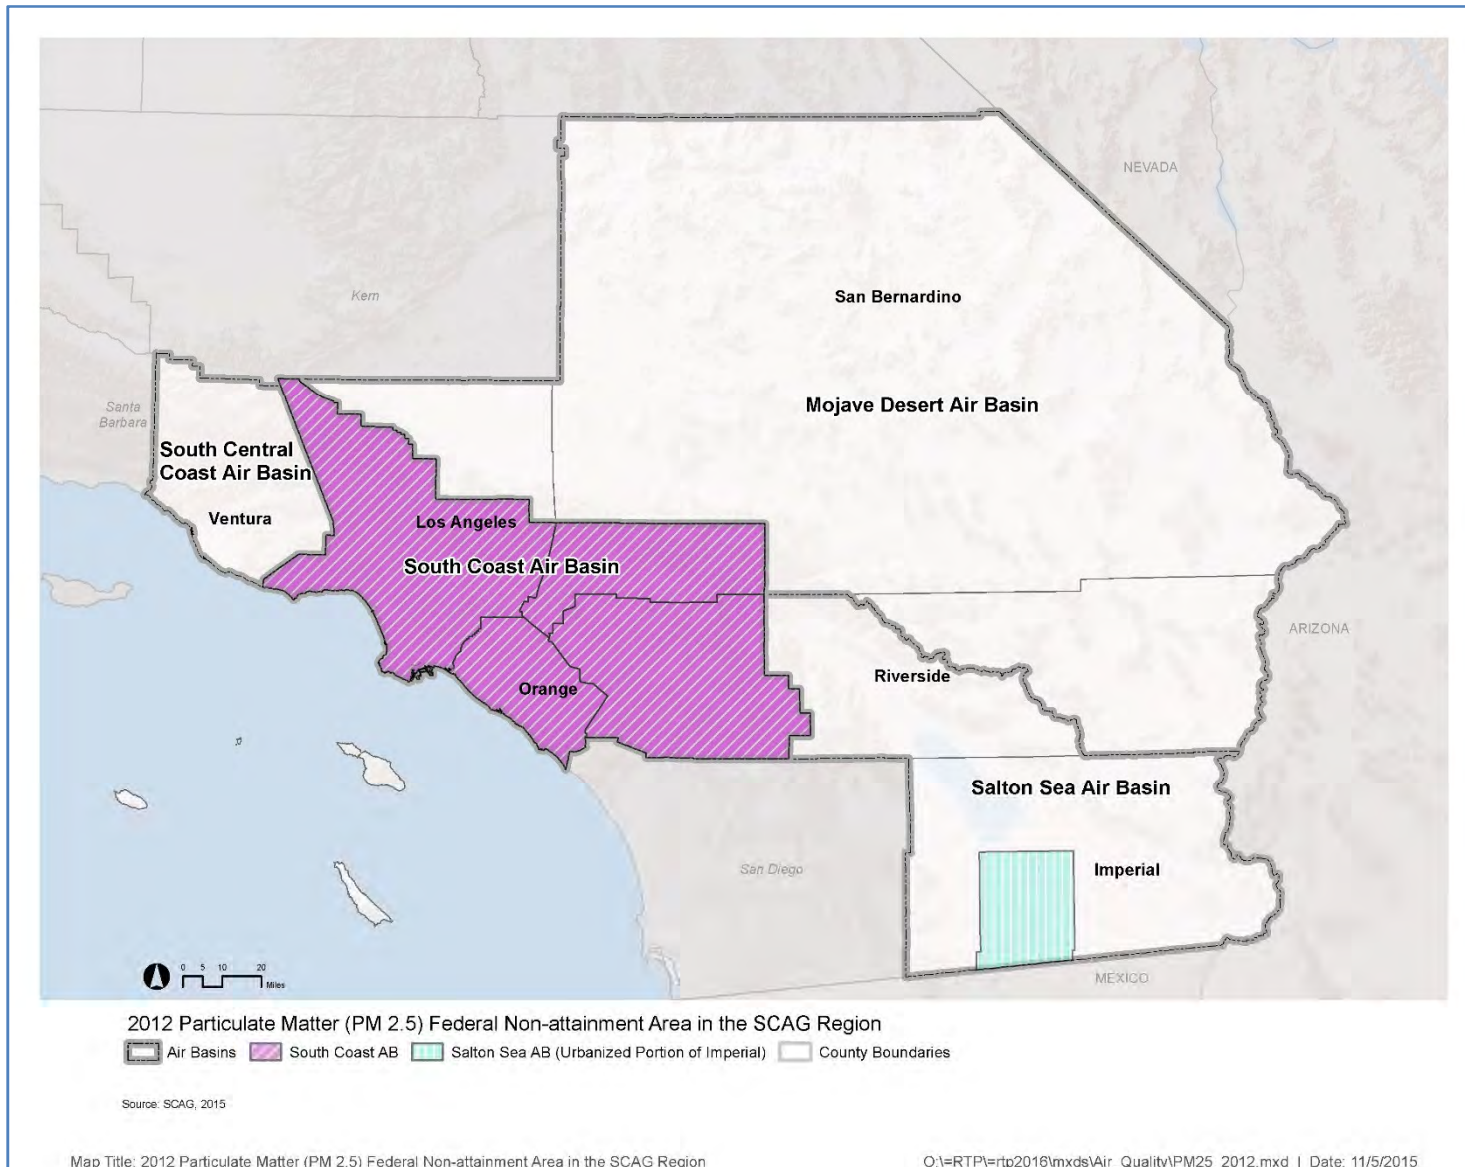 NEVADA
Kern
San Bernardino
Mojave Desert Air Basin
Santa
Barbara
South Central
Coast Air Basin
Ventura
Los Angeles
South Coast Air Basin
ARIZONA
Riverside
Orange
Salton Sea Air Basin
San Diego
Imperial
MEXICO
0 5 10 20
Miles
2012 Particulate Matter (PM 2.5) Federal Non-attainment Area in the SCAG Region
Air Basins South Coast AB Salton Sea AB (Urbanized Portion of Imperial) County Boundaries
Source: SCAG, 2015
Map Title: 2012 Particulate Matter (PM 2.5) Federal Non-attainment Area in the SCAG Region O:\=RTP\=rtp2016\mxds\Air_Quality\PM25_2012.mxd | Date: 11/5/2015